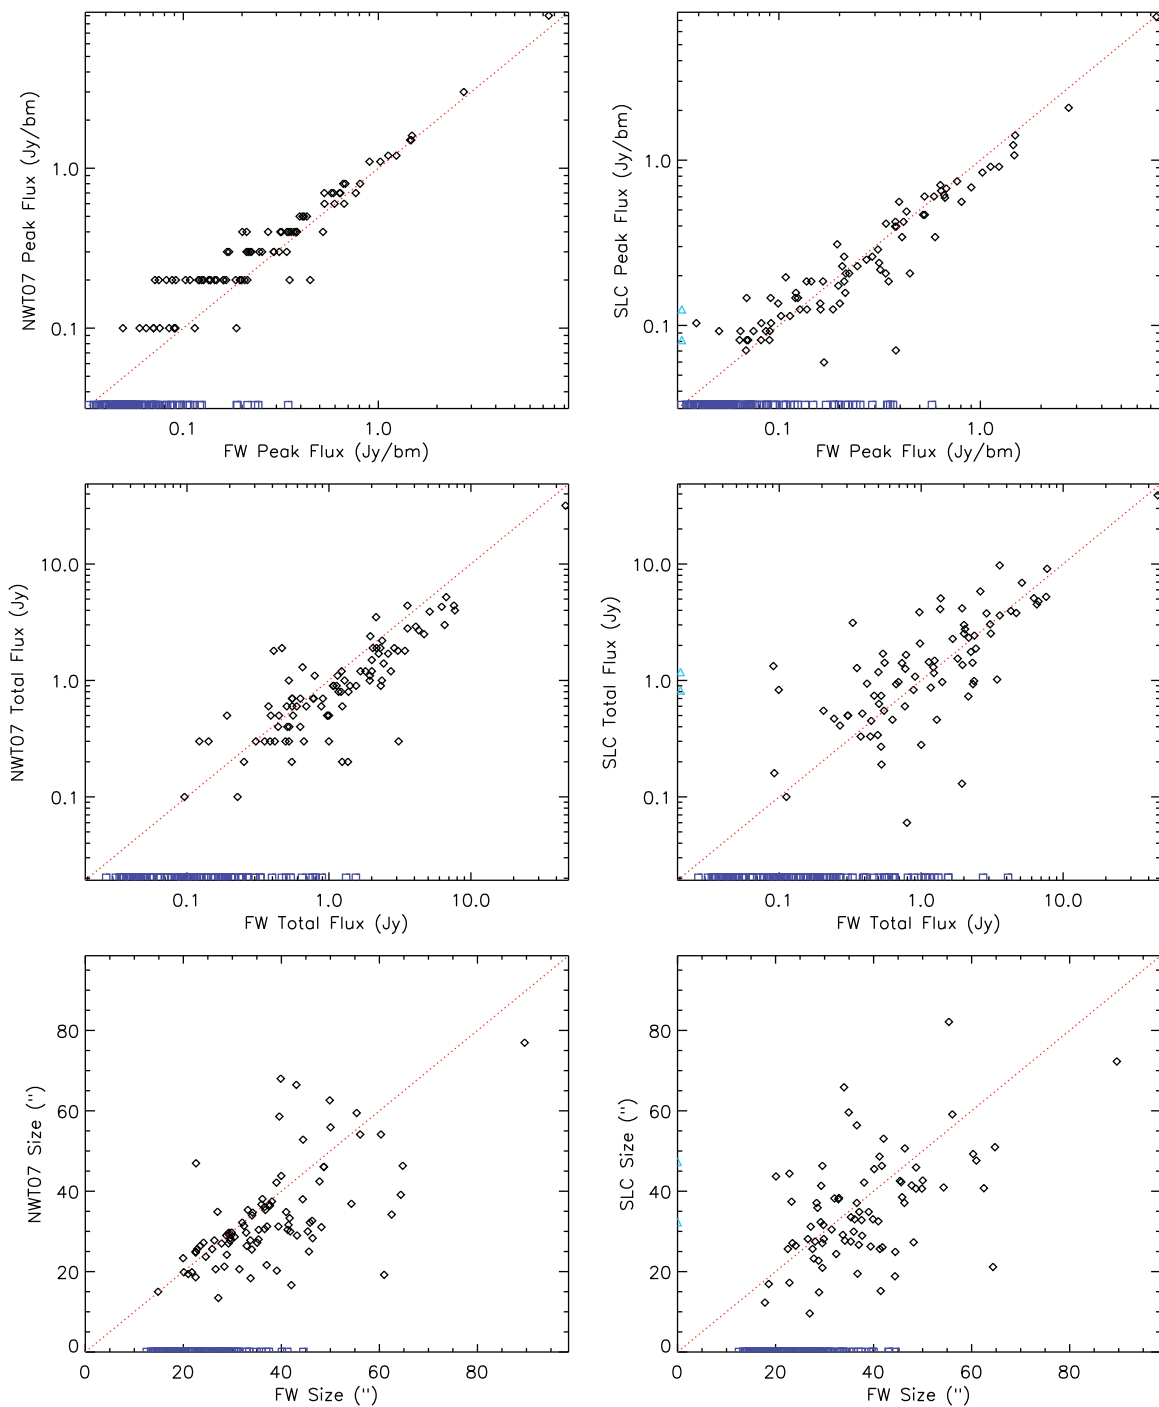 NWT07 Peak Flux (Jy/bm)
1.0
0.1
0.1 1.0
FW Peak Flux (Jy/bm)
SLC Peak Flux (Jy/bm)
1.0
0.1
0.1 1.0
FW Peak Flux (Jy/bm)
NWT07 Total Flux (Jy)
10.0
1.0
0.1
0.1 1.0 10.0
FW Total Flux (Jy)
SLC Total Flux (Jy)
10.0
1.0
0.1
0.1 1.0 10.0
FW Total Flux (Jy)
NWT07 Size ('')
80
60
40
20
0
0 20 40 60 80
FW Size ('')
SLC Size ('')
80
60
40
20
0
0 20 40 60 80
FW Size ('')